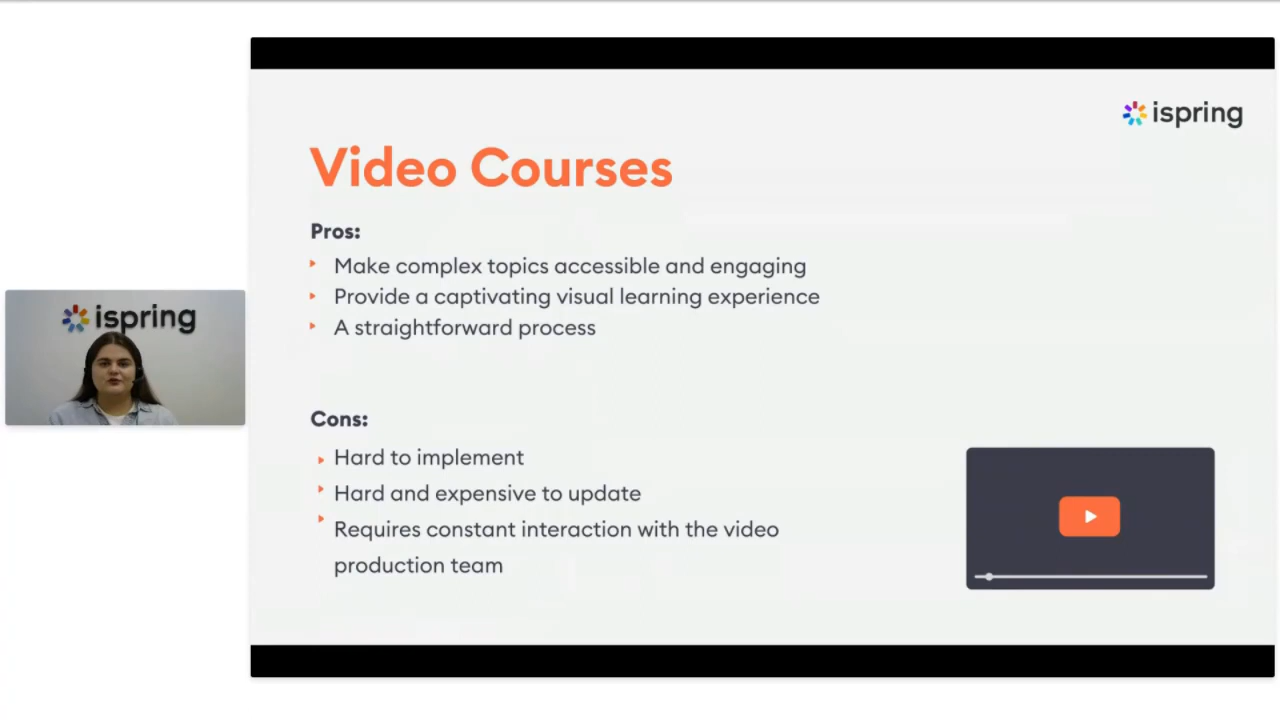 ispring
Video Courses
Pros:
Make complex topics accessible and engaging
Provide a captivating visual learning experience
A straightforward process
ispring
Cons:
Hard to implement
Hard and expensive to update
Requires constant interaction with the video
production team